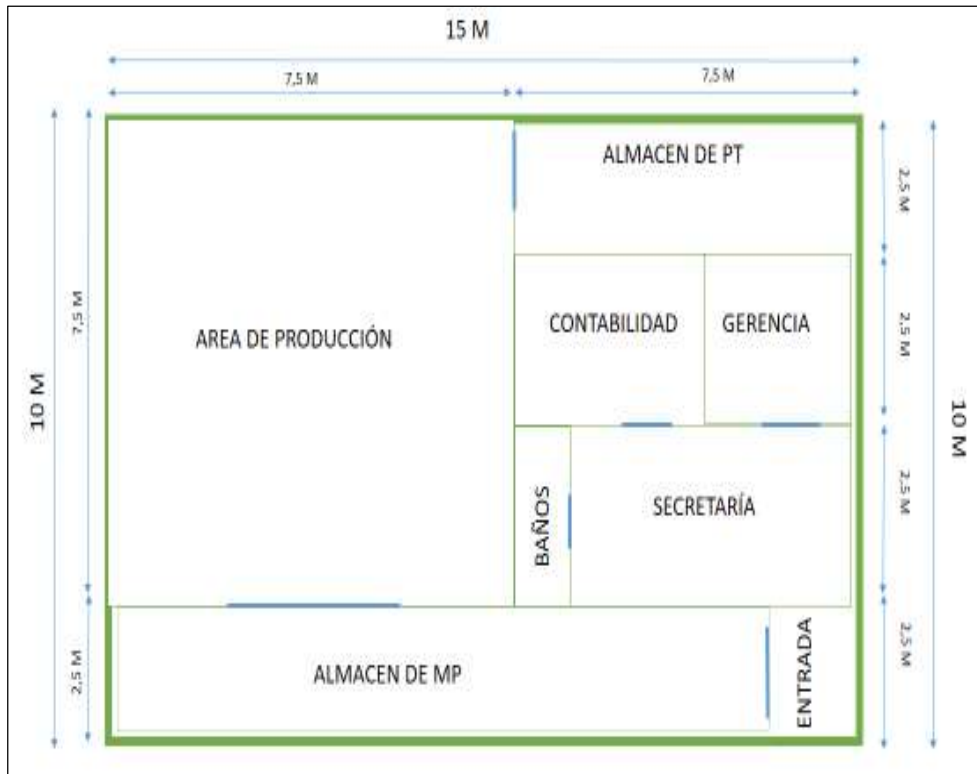 15 M
7,5 M
7,5 M
ALMACEN DE PT
2,5 M
7,5 M
CONTABILIDAD
GERENCIA
2,5 M
AREA DE PRODUCCIÓN
10 M
10 M
BAÑOS
SECRETARÍA
2,5 M
2,5 M
ALMACEN DE MP
ENTRADA
2,5 M